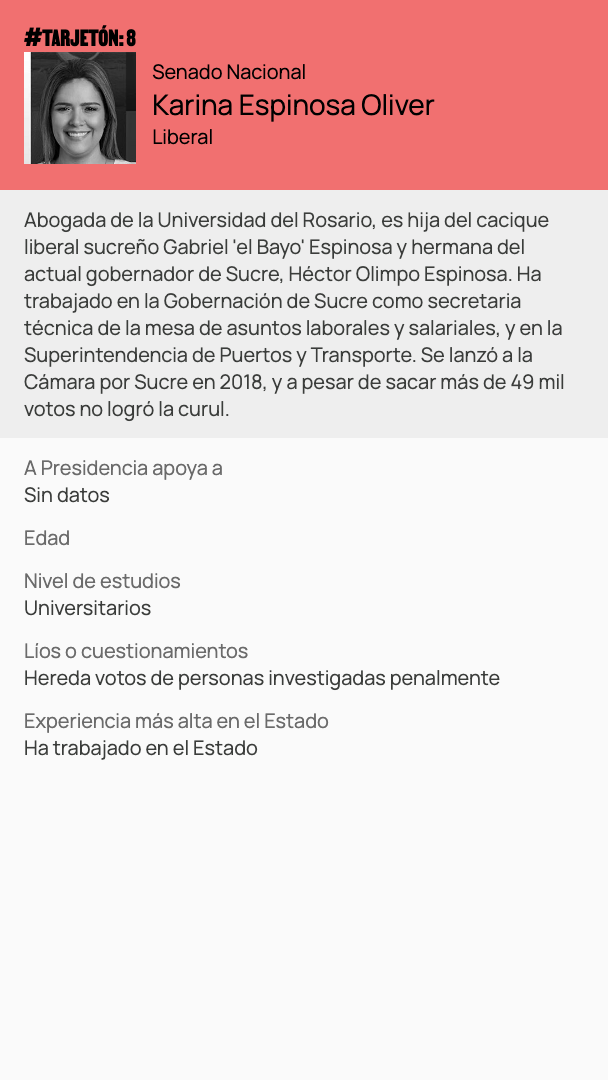 #TARJETÓN: 8
Senado Nacional
Karina Espinosa Oliver
Liberal
Abogada de la Universidad del Rosario, es hija del cacique
liberal sucreño Gabriel 'el Bayo' Espinosa y hermana del
actual gobernador de Sucre, Héctor Olimpo Espinosa. Ha
trabajado en la Gobernación de Sucre como secretaria
técnica de la mesa de asuntos laborales y salariales, y en la
Superintendencia de Puertos y Transporte. Se lanzó a la
Cámara por Sucre en 2018, y a pesar de sacar más de 49 mil
votos no logró la curul.
A Presidencia apoya a
Sin datos
Edad
Nivel de estudios
Universitarios
Líos o cuestionamientos
Hereda votos de personas investigadas penalmente
Experiencia más alta en el Estado
Ha trabajado en el Estado